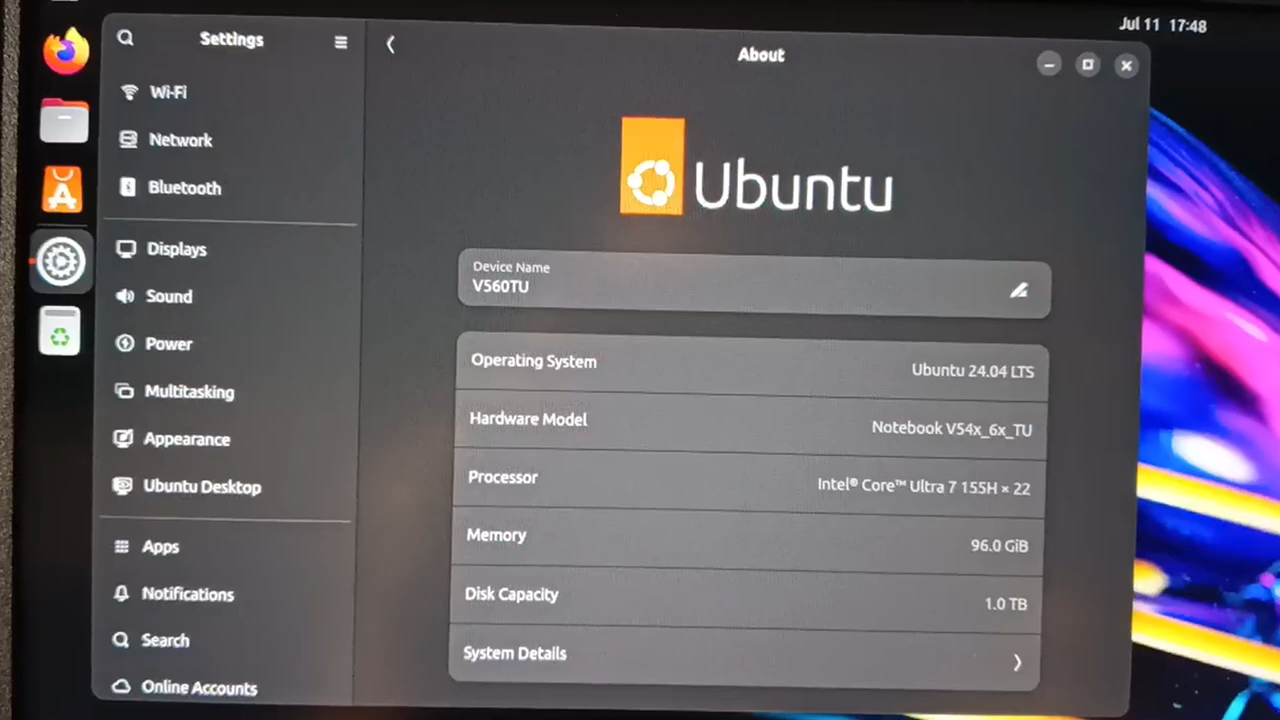 Jul 11 17:48
Settings
Wi-Fi
Network
Bluetooth
Displays
Sound
Power
Multitasking
Appearance
Ubuntu Desktop
Apps
Notifications
Search
Online Accounts
About
Ubuntu
Device Name
V560TU
Operating System Ubuntu 24.04 LTS
Hardware Model Notebook V54x_6x_TU
Processor Intel® Core™ Ultra 7 155H × 22
Memory 96.0 GiB
Disk Capacity 1.0 TB
System Details